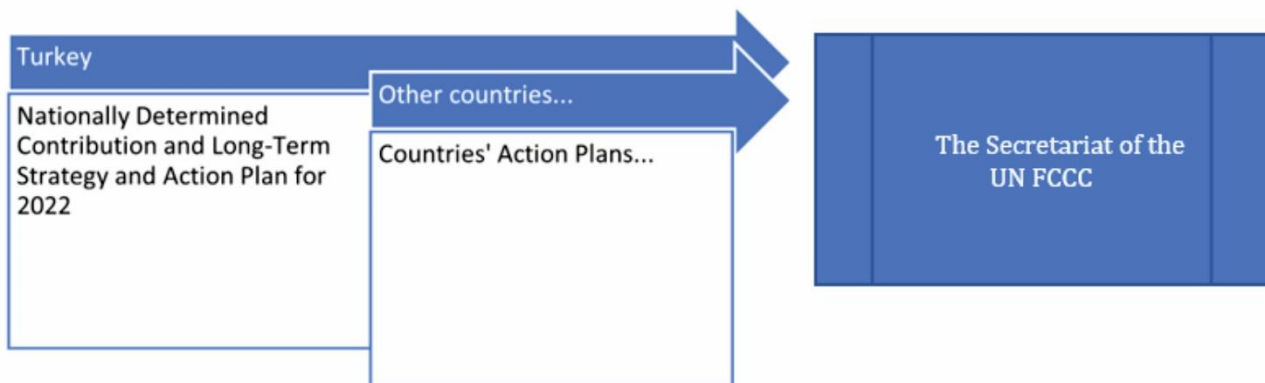 Turkey
Nationally Determined
Contribution and Long-Term
Strategy and Action Plan for
2022
Other countries...
Countries' Action Plans...
The Secretariat of the
UN FCCC